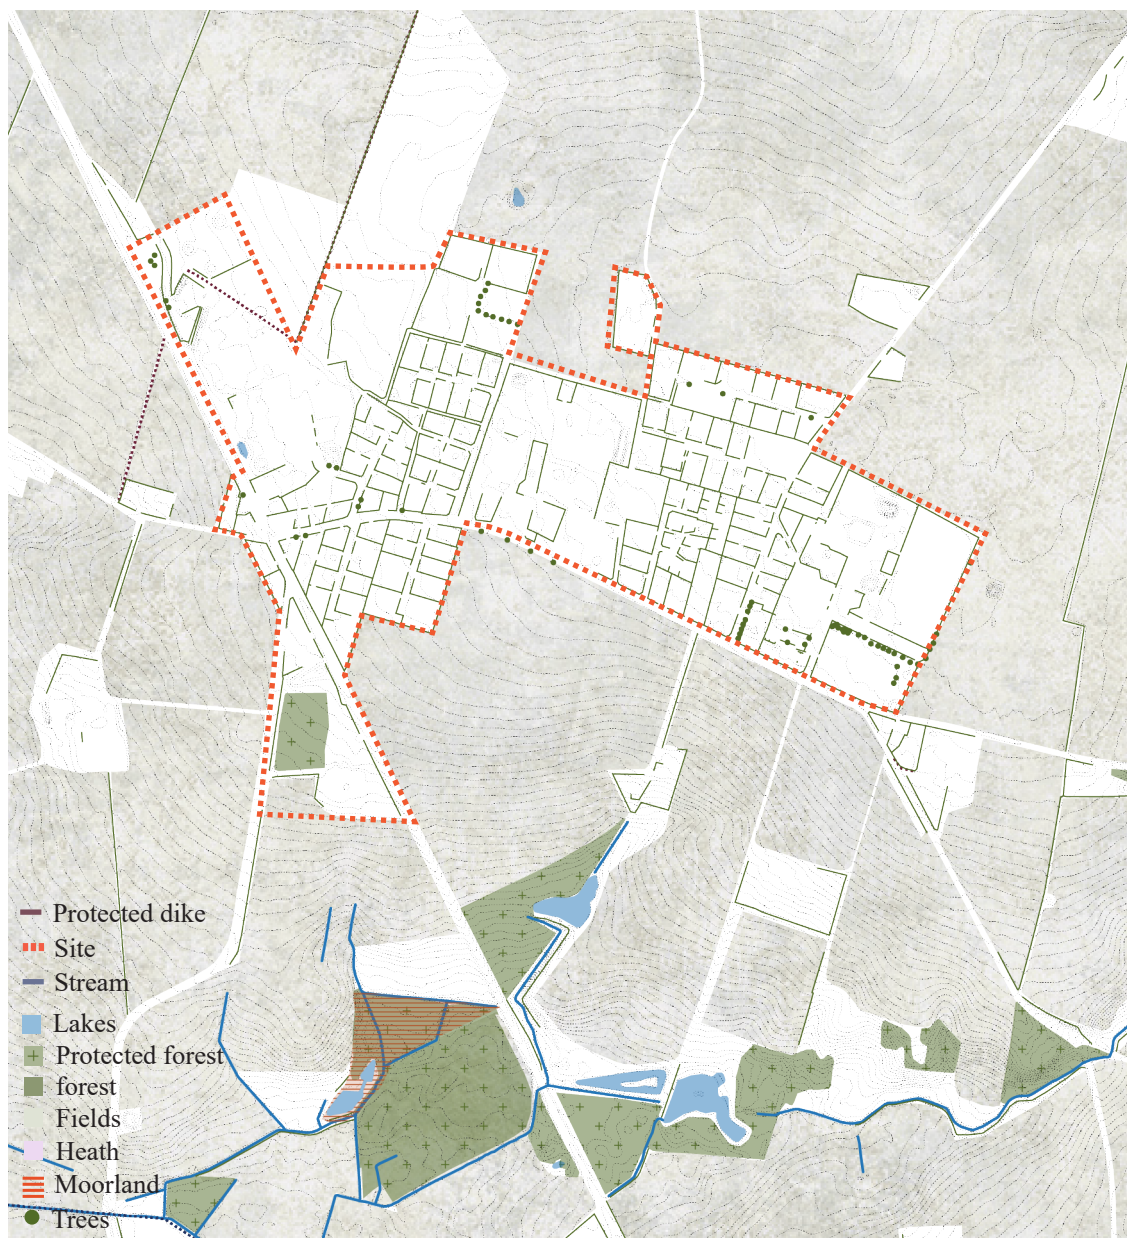 Protected dike
Site
Stream
Lakes
Protected forest
forest
Fields
Heath
Moorland
Trees